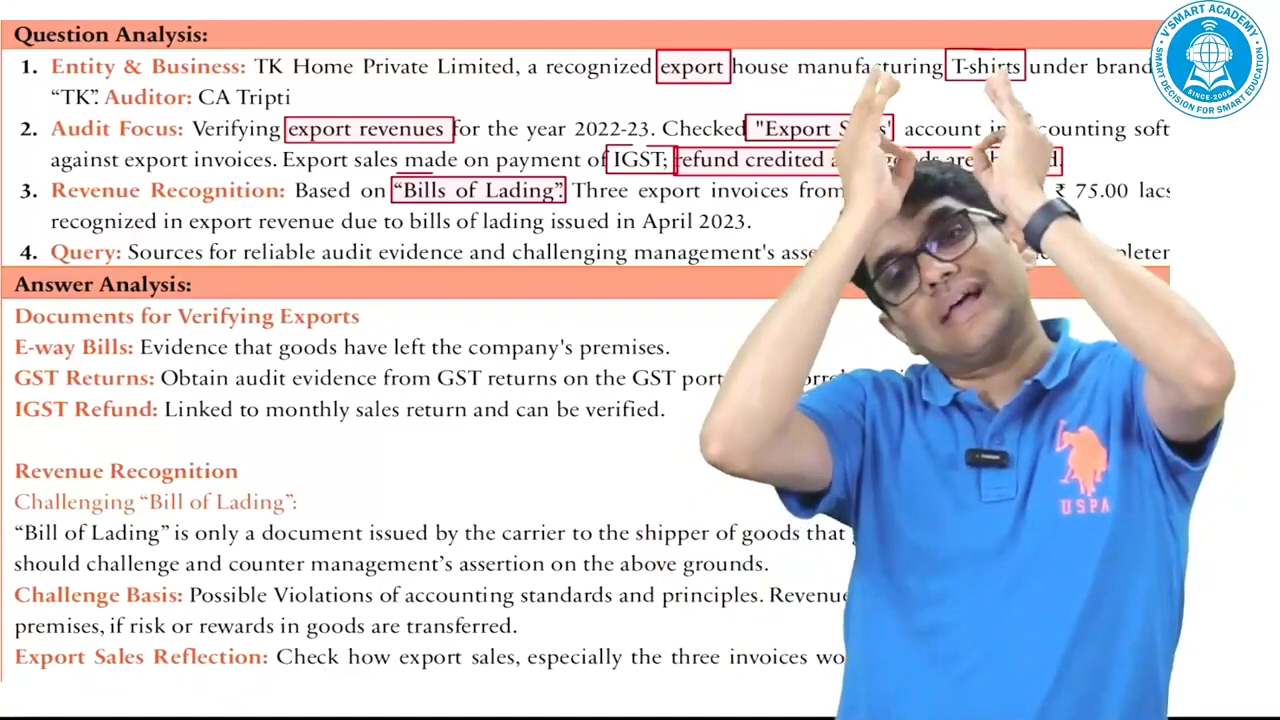 Question Analysis:
1. Entity & Business: TK Home Private Limited, a recognized export house manufacturing T-shirts under brand
“TK”. Auditor: CA Tripti
2. Audit Focus: Verifying export revenues for the year 2022-23. Checked "Export account in soft
against export invoices. Export sales made on payment of IGST; refund credited
3. Revenue Recognition: Based on “Bills of Lading”. Three export invoices from ₹ 75.00 lacs
recognized in export revenue due to bills of lading issued in April 2023.
4. Query: Sources for reliable audit evidence and challenging management's
Answer Analysis:
Documents for Verifying Exports
E-way Bills: Evidence that goods have left the company's premises.
GST Returns: Obtain audit evidence from GST returns on the GST
IGST Refund: Linked to monthly sales return and can be verified.
Revenue Recognition
Challenging “Bill of Lading”:
“Bill of Lading” is only a document issued by the carrier to the shipper of goods that
should challenge and counter management’s assertion on the above grounds.
Challenge Basis: Possible Violations of accounting standards and principles. Revenue
premises, if risk or rewards in goods are transferred.
Export Sales Reflection: Check how export sales, especially the three invoices
V'SMART ACADEMY
SMART DECISION FOR SMART EDUCATION
SINCE-2005
USPA